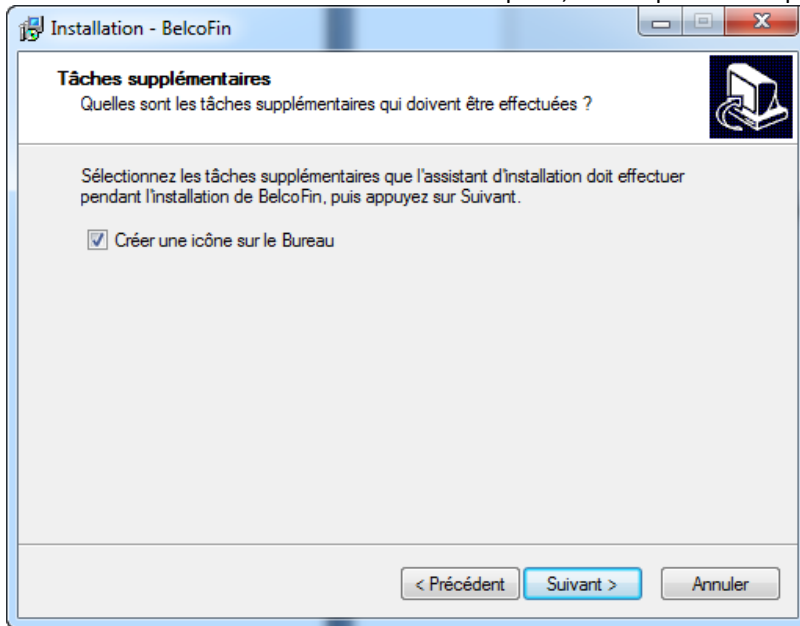 Installation - BelcoFin
Tâches supplémentaires
Quelles sont les tâches supplémentaires qui doivent être effectuées ?
Sélectionnez les tâches supplémentaires que l'assistant d'installation doit effectuer
pendant l'installation de BelcoFin, puis appuyez sur Suivant.
Créer une icône sur le Bureau
< Précédent
Suivant >
Annuler